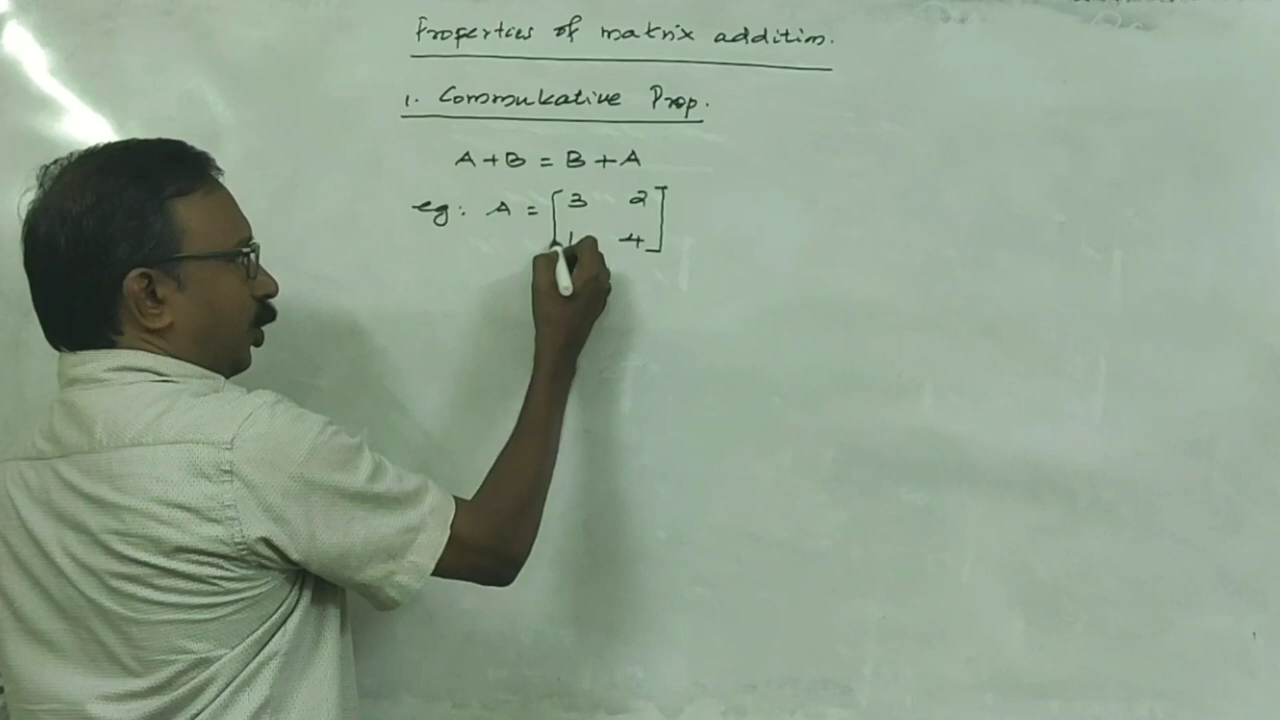 Properties of matrix addition.
1. Commutative Prop.
A + B = B + A
eg: A = [3 2
1 4]